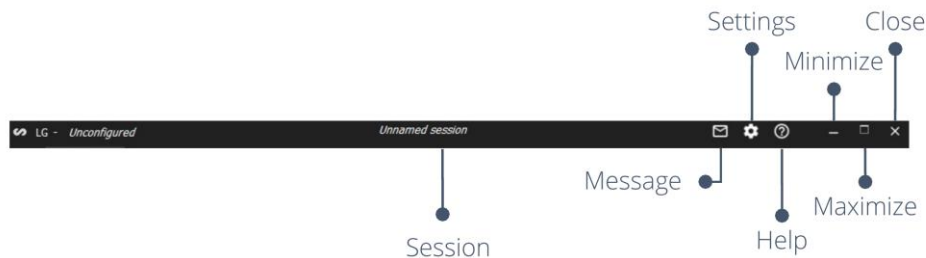 Settings
Close
Minimize
LG - Unconfigured
Unnamed session
Message
Maximize
Session
Help